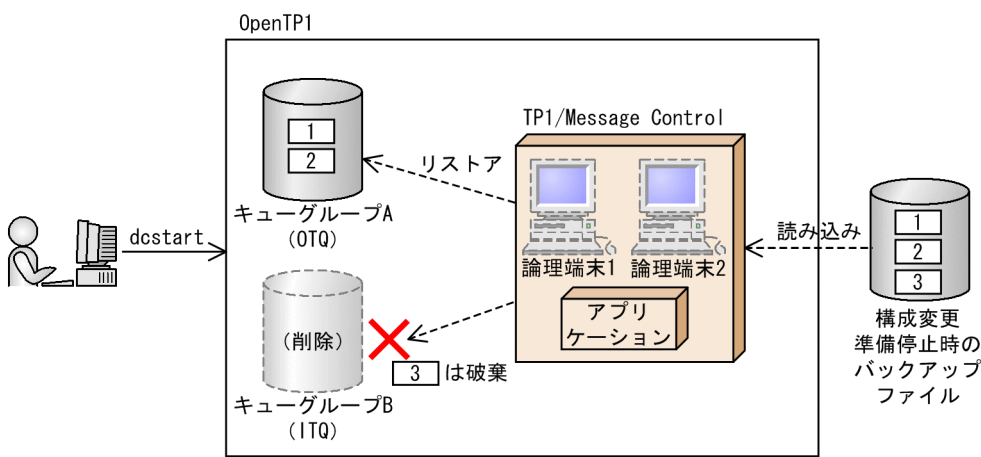 OpenTP1
1
2
キューグループA
(OTQ)
リストア
TP1/Message Control
論理端末1
論理端末2
アプリ
ケーション
dcstart
読み込み
1
2
3
構成変更
準備停止時の
バックアップ
ファイル
(削除)
3 は破棄
キューグループB
(ITQ)